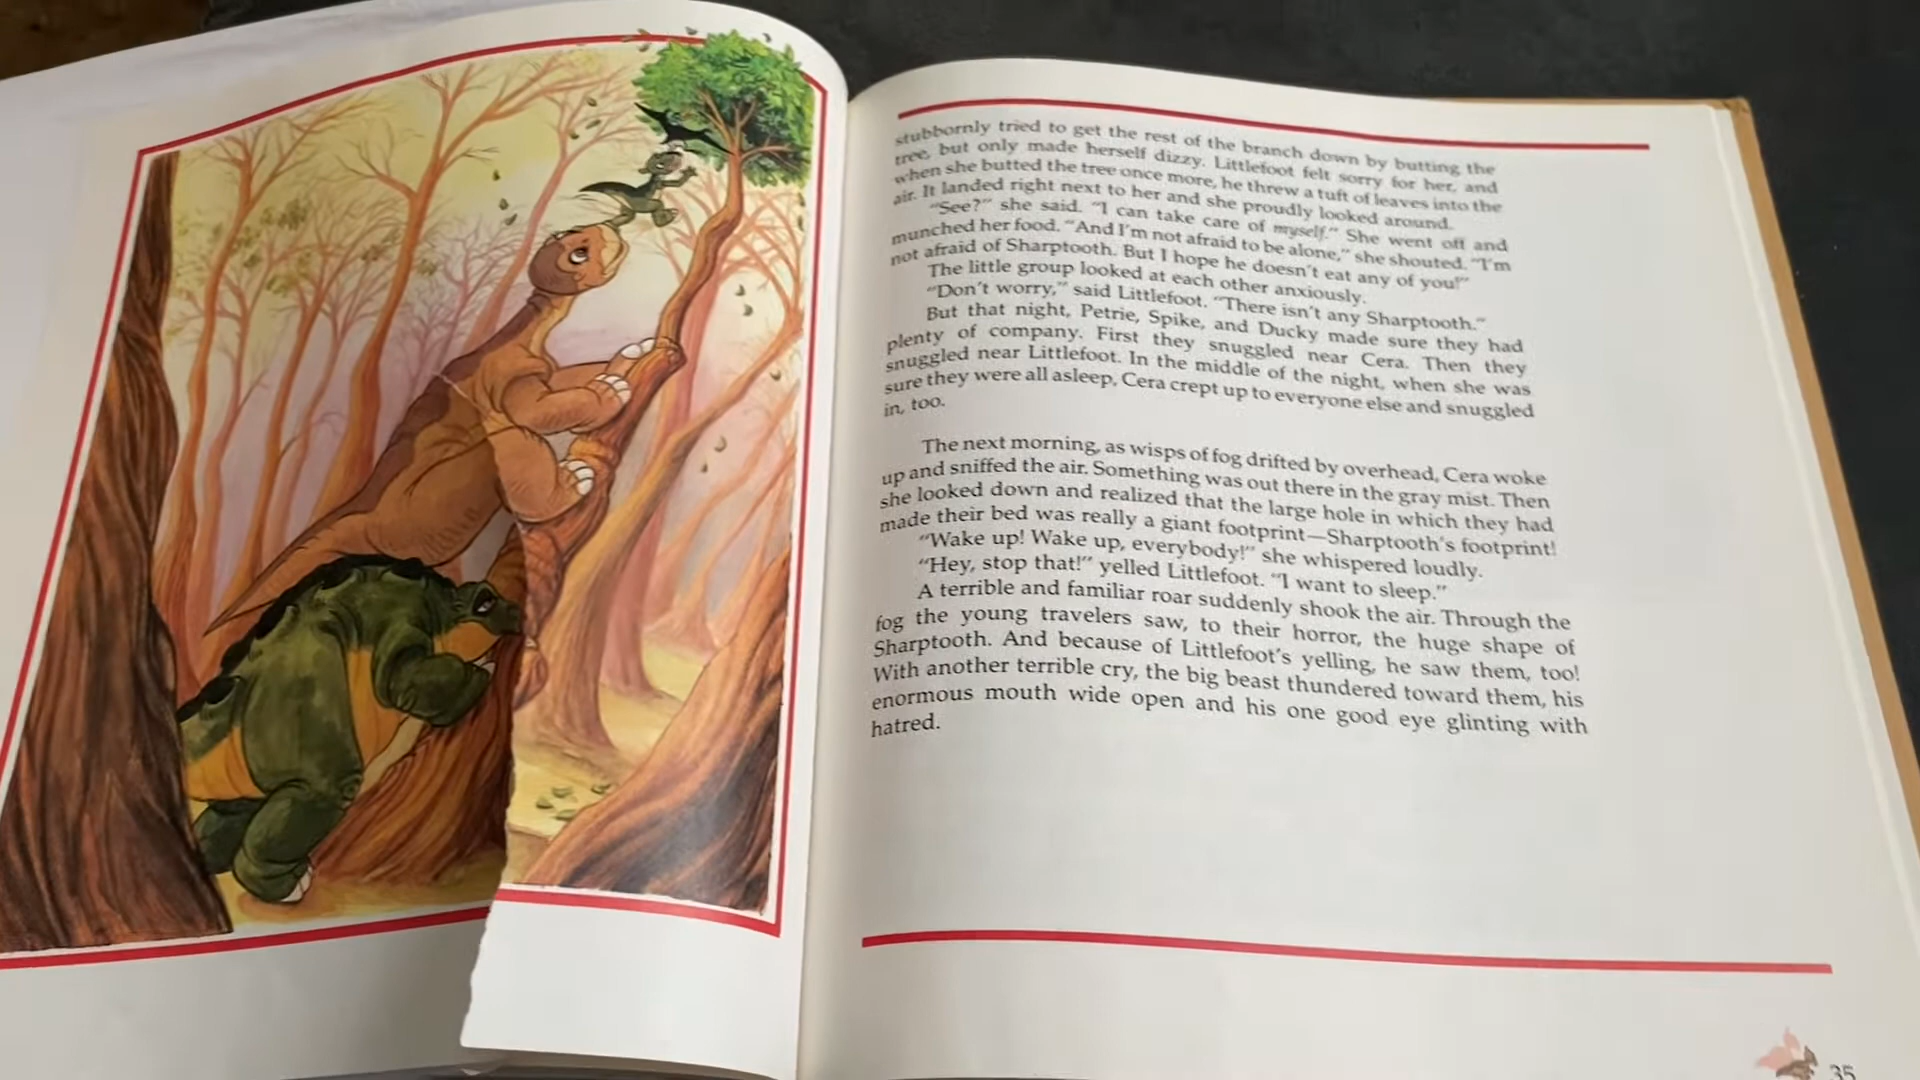 stubbornly tried to get the rest of the branch down by butting the
tree, but only made herself dizzy. Littlefoot felt sorry for her, and
when she butted the tree once more, he threw a tuft of leaves into the
air. It landed right next to her and she proudly looked around.
“See?” she said. “I can take care of myself.” She went off and
munched her food. “And I’m not afraid to be alone,” she shouted. “I’m
not afraid of Sharptooth. But I hope he doesn’t eat any of you!”
The little group looked at each other anxiously.
“Don’t worry,” said Littlefoot. “There isn’t any Sharptooth.”
But that night, Petrie, Spike, and Ducky made sure they had
plenty of company. First they snuggled near Cera. Then they
snuggled near Littlefoot. In the middle of the night, when she was
sure they were all asleep, Cera crept up to everyone else and snuggled
in, too.
The next morning, as wisps of fog drifted by overhead, Cera woke
up and sniffed the air. Something was out there in the gray mist. Then
she looked down and realized that the large hole in which they had
made their bed was really a giant footprint—Sharptooth’s footprint!
“Wake up! Wake up, everybody!” she whispered loudly.
“Hey, stop that!” yelled Littlefoot. “I want to sleep.”
A terrible and familiar roar suddenly shook the air. Through the
fog the young travelers saw, to their horror, the huge shape of
Sharptooth. And because of Littlefoot’s yelling, he saw them, too!
With another terrible cry, the big beast thundered toward them, his
enormous mouth wide open and his one good eye glinting with
hatred.
35